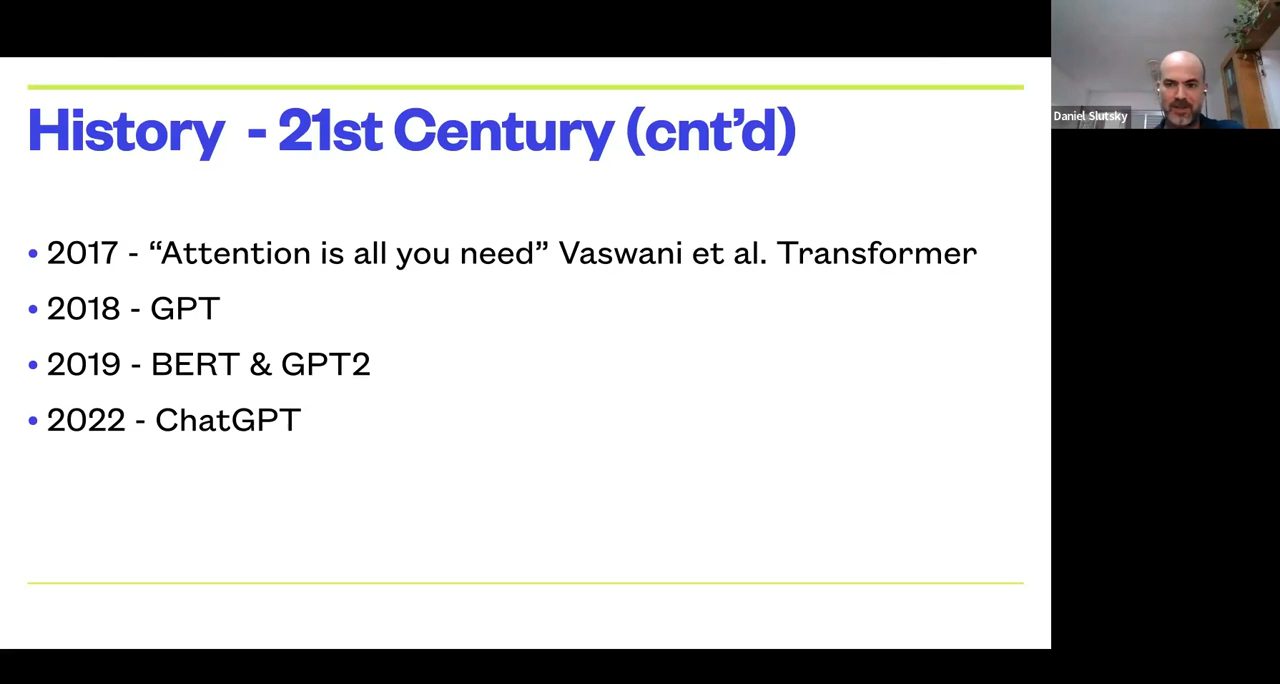 History - 21st Century (cnt’d)
• 2017 - “Attention is all you need” Vaswani et al. Transformer
• 2018 - GPT
• 2019 - BERT & GPT2
• 2022 - ChatGPT
Daniel Slutsky